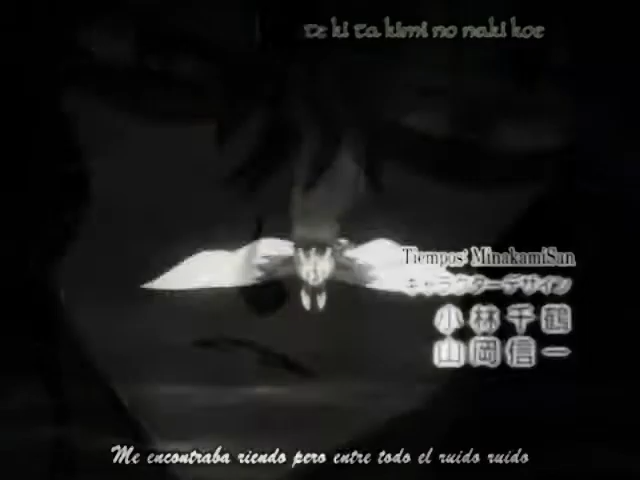 te ki ta kimi no naki koe
Tiempos: MinakamiSan
キャラクターデザイン
小林千鶴
山岡信一
Me encontraba riendo pero entre todo el ruido ruido